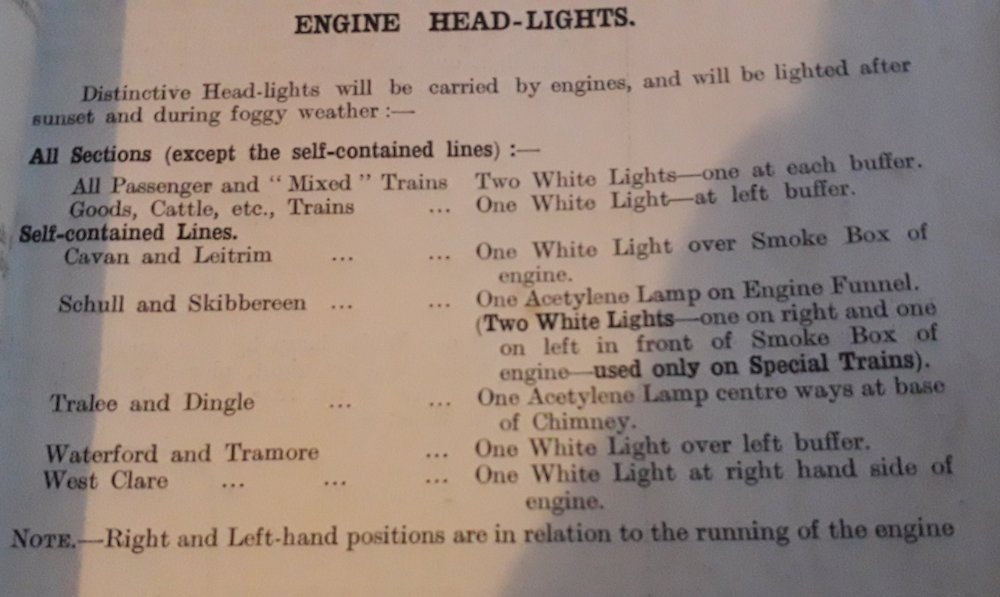 ENGINE HEAD-LIGHTS.
Distinctive Head-lights will be carried by engines, and will be lighted after
sunset and during foggy weather :—
All Sections (except the self-contained lines) :—
All Passenger and “ Mixed ” Trains Two White Lights—one at each buffer.
Goods, Cattle, etc., Trains ... One White Light—at left buffer.
Self-contained Lines.
Cavan and Leitrim ... ... One White Light over Smoke Box of
engine.
Schull and Skibbereen ... ... One Acetylene Lamp on Engine Funnel.
(Two White Lights—one on right and one
on left in front of Smoke Box of
engine—used only on Special Trains).
Tralee and Dingle ... ... One Acetylene Lamp centre ways at base
of Chimney.
Waterford and Tramore ... One White Light over left buffer.
West Clare ... ... ... One White Light at right hand side of
engine.
NOTE.—Right and Left-hand positions are in relation to the running of the engine